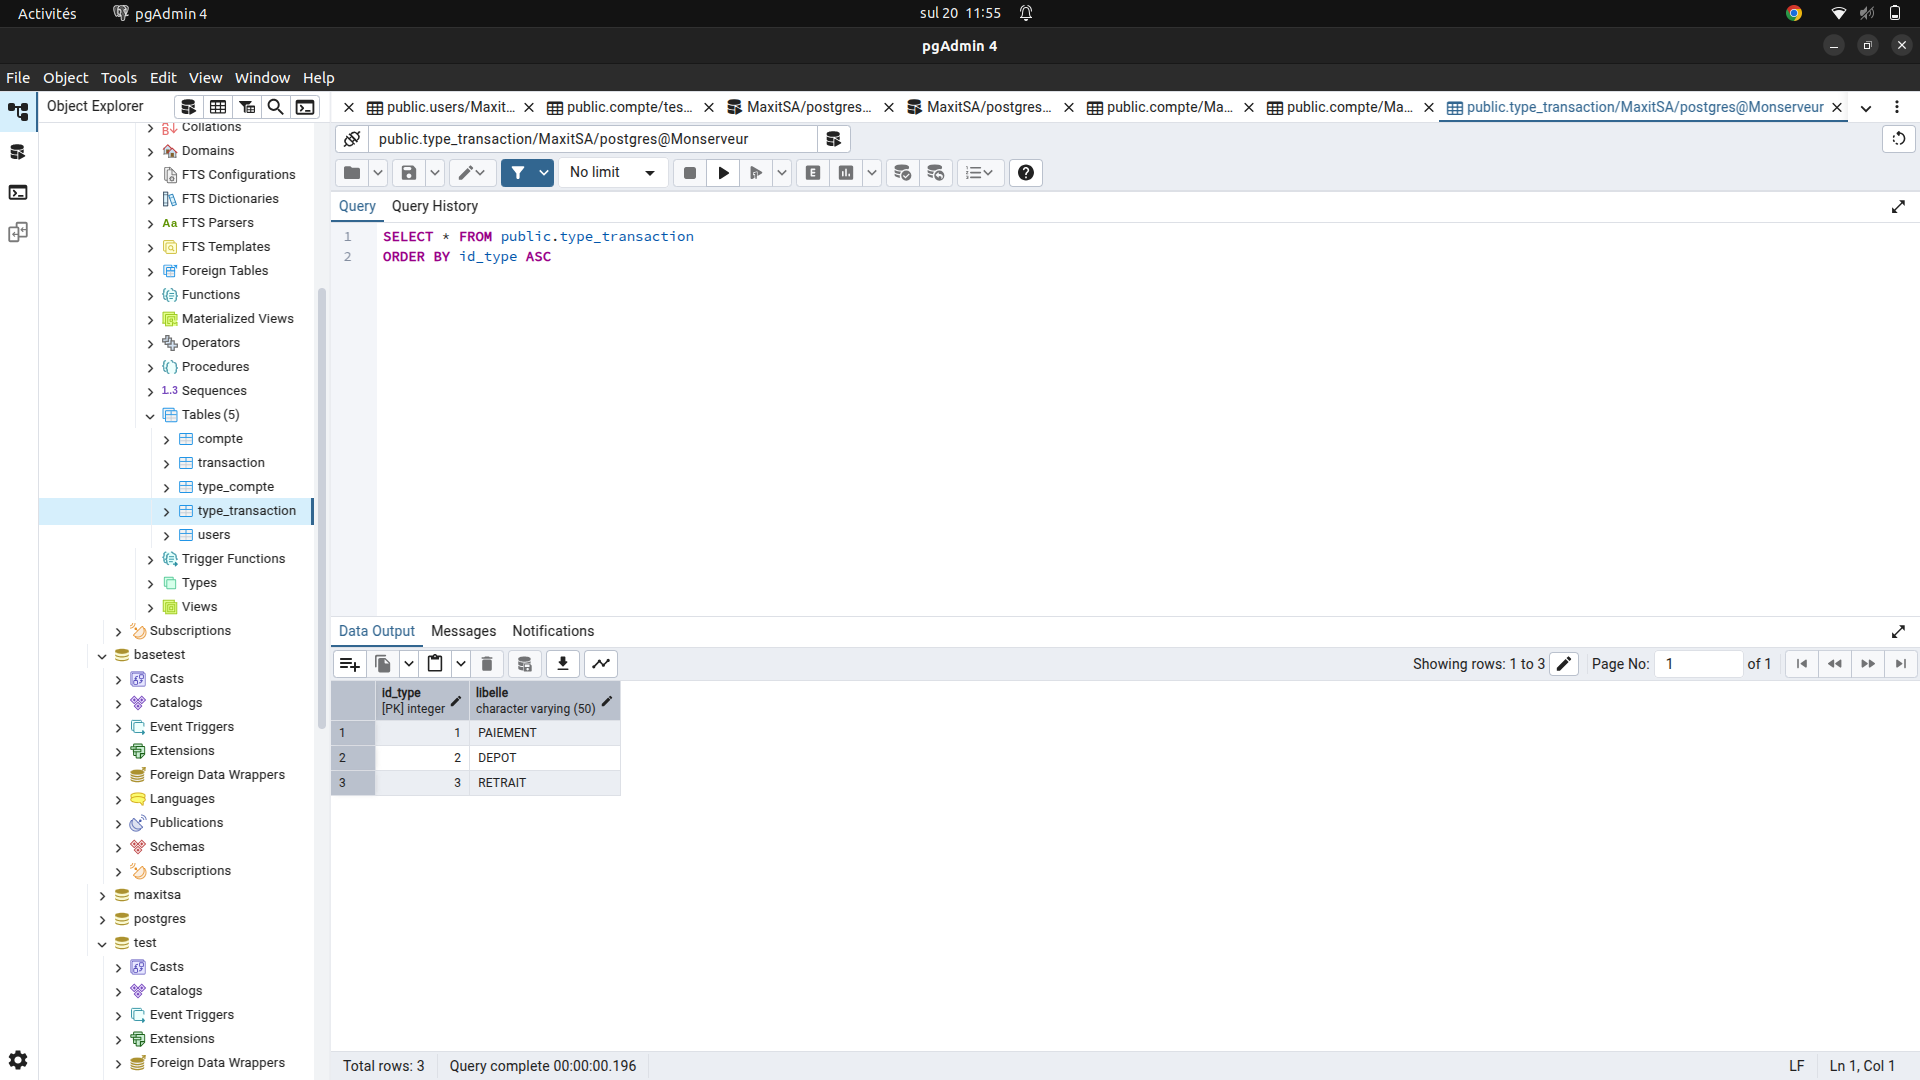 Activités
pgAdmin 4
sul 20 11:55
pgAdmin 4
File Object Tools Edit View Window Help
Object Explorer
public.users/Maxit...
public.compte/tes...
MaxitSA/postgres...
MaxitSA/postgres...
public.compte/Ma...
public.compte/Ma...
public.type_transaction/MaxitSA/postgres@Monserveur
public.type_transaction/MaxitSA/postgres@Monserveur
No limit
E
Query Query History
1 SELECT * FROM public.type_transaction
2 ORDER BY id_type ASC
Collations
Domains
FTS Configurations
FTS Dictionaries
Aa FTS Parsers
FTS Templates
Foreign Tables
Functions
Materialized Views
Operators
Procedures
1..3 Sequences
Tables (5)
compte
transaction
type_compte
type_transaction
users
Trigger Functions
Types
Views
Subscriptions
basetest
Casts
Catalogs
Event Triggers
Extensions
Foreign Data Wrappers
Languages
Publications
Schemas
Subscriptions
maxitsa
postgres
test
Casts
Catalogs
Event Triggers
Extensions
Foreign Data Wrappers
Data Output Messages Notifications
Showing rows: 1 to 3
Page No: 1 of 1
id_type libelle
[PK] integer character varying (50)
1 1 PAIEMENT
2 2 DEPOT
3 3 RETRAIT
Total rows: 3
Query complete 00:00:00.196
LF
Ln 1, Col 1